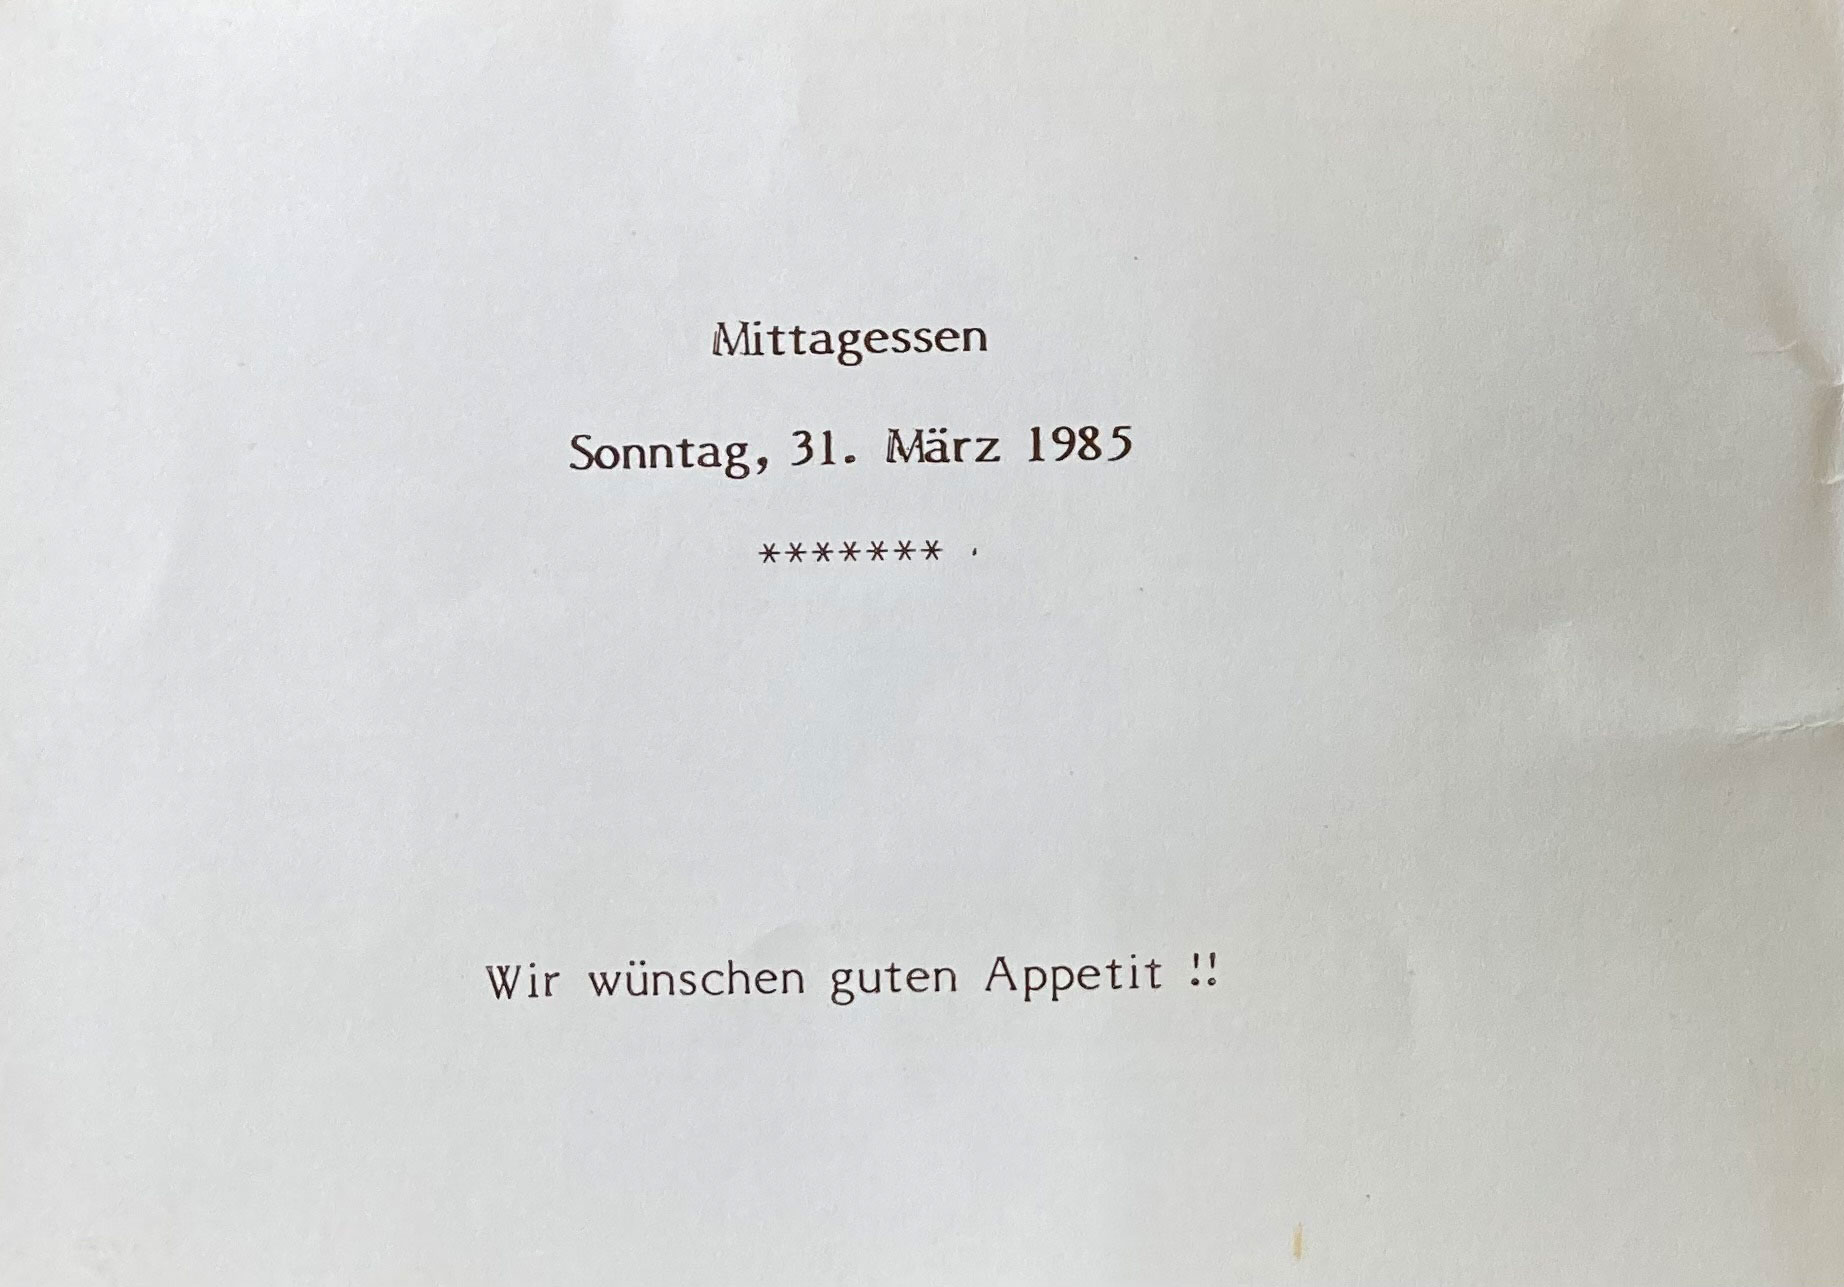 Mittagessen
Sonntag, 31. März 1985
*******
Wir wünschen guten Appetit !!